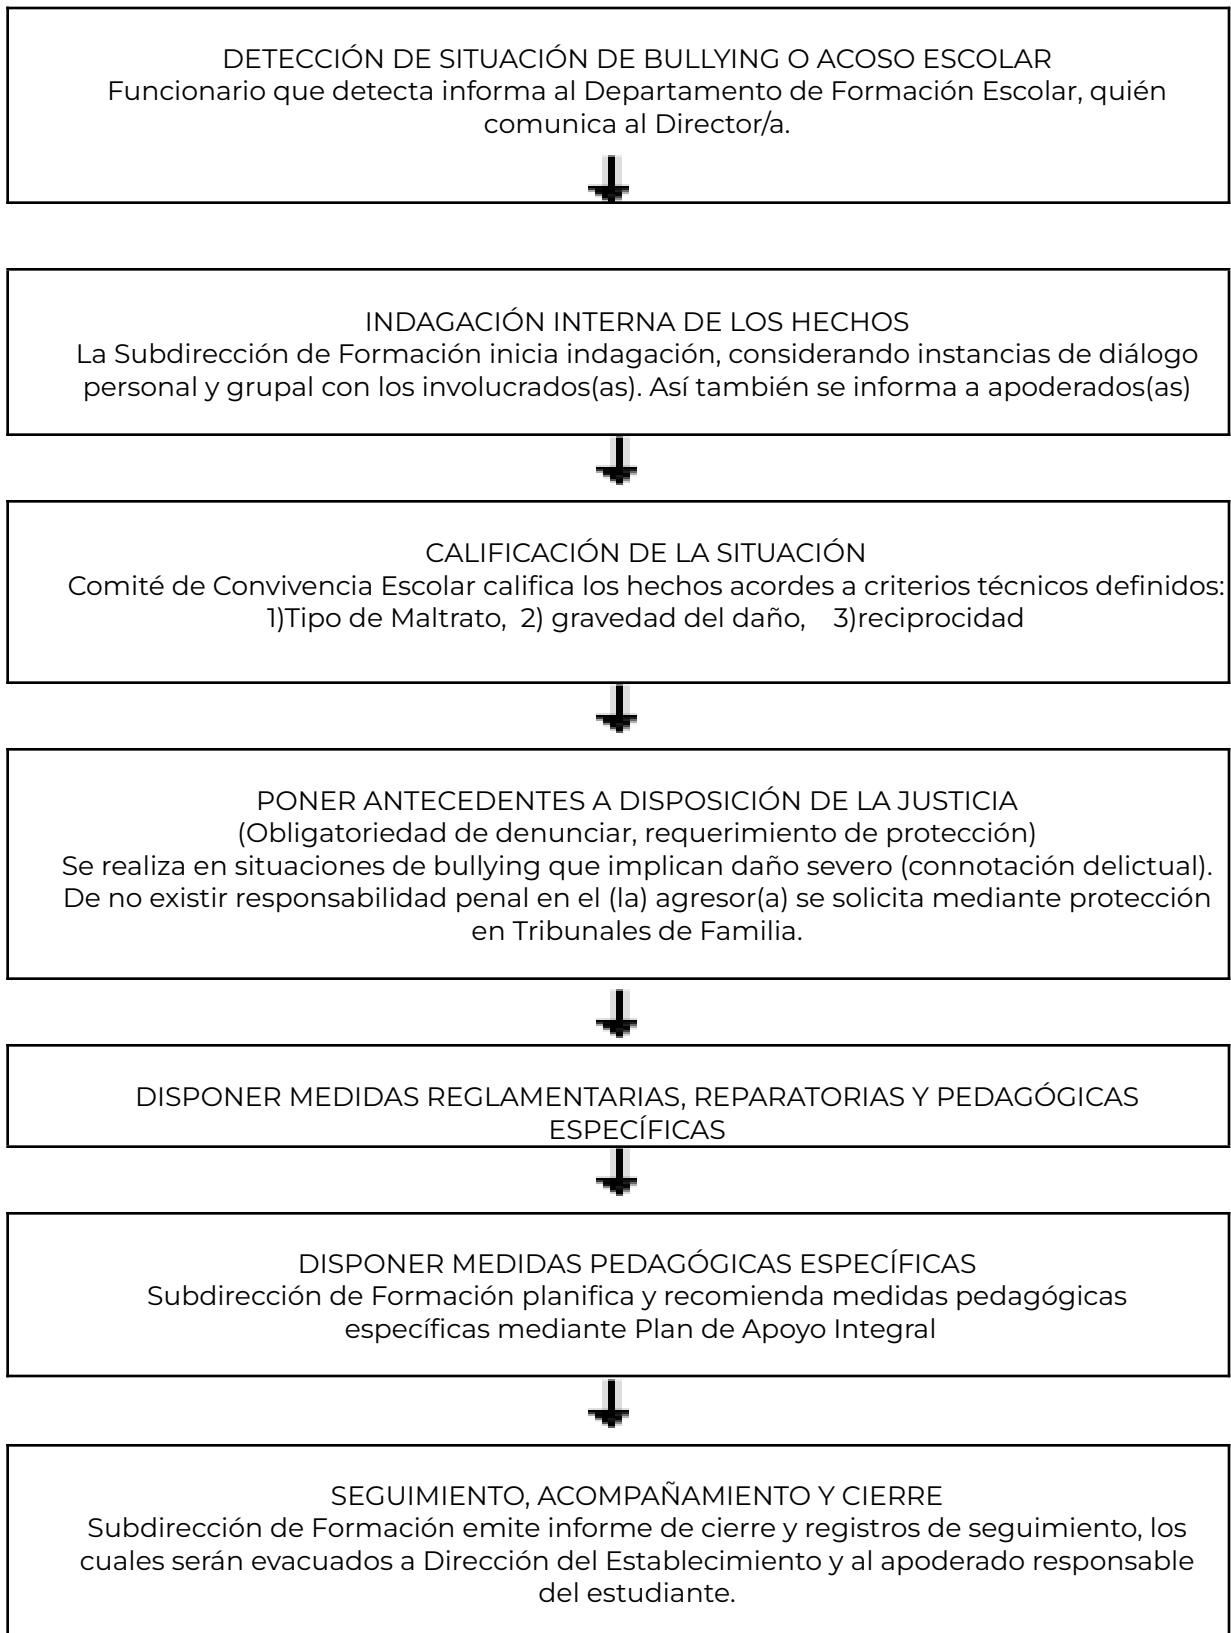 DETECCIÓN DE SITUACIÓN DE BULLYING O ACOSO ESCOLAR
Funcionario que detecta informa al Departamento de Formación Escolar, quién
comunica al Director/a.
INDAGACIÓN INTERNA DE LOS HECHOS
La Subdirección de Formación inicia indagación, considerando instancias de diálogo
personal y grupal con los involucrados(as). Así también se informa a apoderados(as)
CALIFICACIÓN DE LA SITUACIÓN
Comité de Convivencia Escolar califica los hechos acordes a criterios técnicos definidos:
1)Tipo de Maltrato, 2) gravedad del daño, 3)reciprocidad
PONER ANTECEDENTES A DISPOSICIÓN DE LA JUSTICIA
(Obligatoriedad de denunciar, requerimiento de protección)
Se realiza en situaciones de bullying que implican daño severo (connotación delictual).
De no existir responsabilidad penal en el (la) agresor(a) se solicita mediante protección
en Tribunales de Familia.
DISPONER MEDIDAS REGLAMENTARIAS, REPARATORIAS Y PEDAGÓGICAS
ESPECÍFICAS
DISPONER MEDIDAS PEDAGÓGICAS ESPECÍFICAS
Subdirección de Formación planifica y recomienda medidas pedagógicas
específicas mediante Plan de Apoyo Integral
SEGUIMIENTO, ACOMPAÑAMIENTO Y CIERRE
Subdirección de Formación emite informe de cierre y registros de seguimiento, los
cuales serán evacuados a Dirección del Establecimiento y al apoderado responsable
del estudiante.